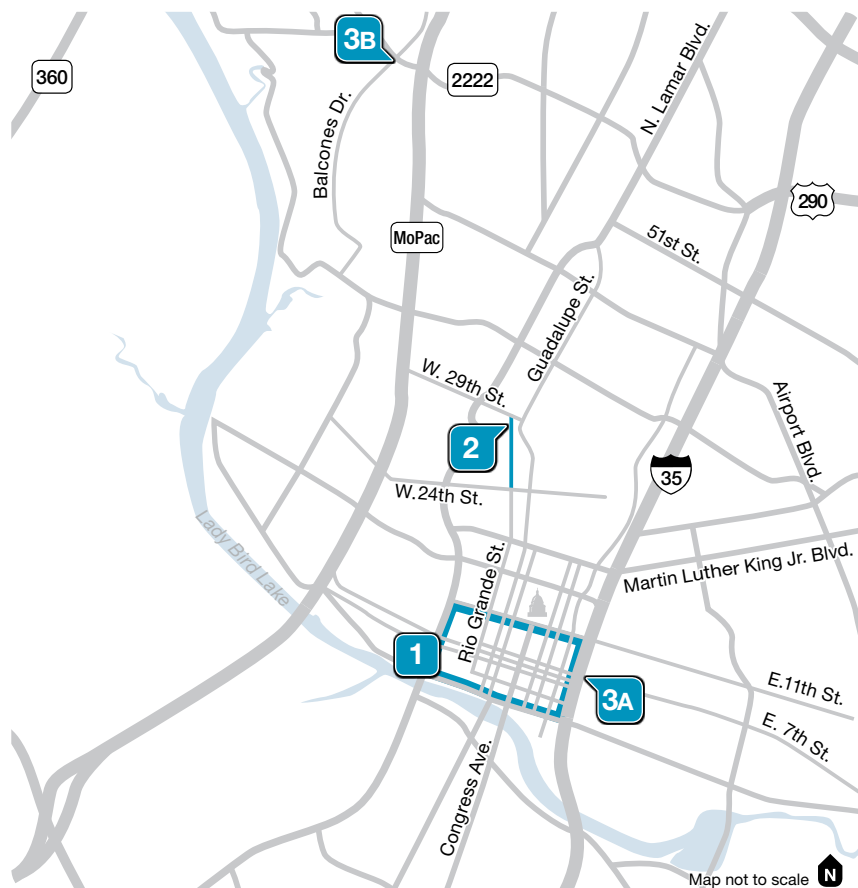 3B
360
2222
N. Lamar Blvd.
Balcones Dr.
290
MoPac
51st St.
Guadalupe St.
W. 29th St.
Airport Blvd.
2
35
W.24th St.
Lady Bird Lake
Martin Luther King Jr. Blvd.
Rio Grande St.
1
3A
E.11th St.
E. 7th St.
Congress Ave.
Map not to scale
N